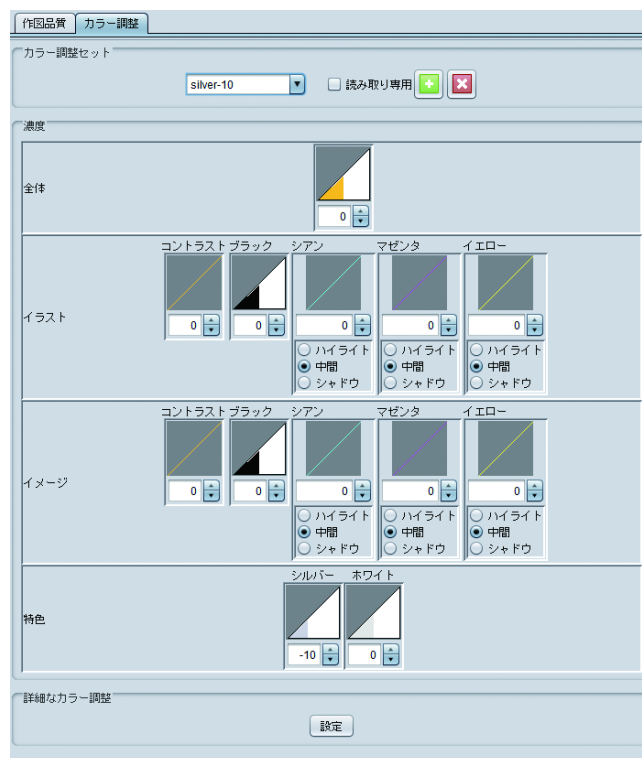 作図品質 カラー調整
カラー調整セット
silver-10 読み取り専用
濃度
全体
0
コントラスト ブラック シアン マゼンタ イエロー
イラスト
0 0 0 0 0
ハイライト ハイライト ハイライト
中間 中間 中間
シャドウ シャドウ シャドウ
コントラスト ブラック シアン マゼンタ イエロー
イメージ
0 0 0 0 0
ハイライト ハイライト ハイライト
中間 中間 中間
シャドウ シャドウ シャドウ
シルバー ホワイト
特色
-10 0
詳細なカラー調整
設定